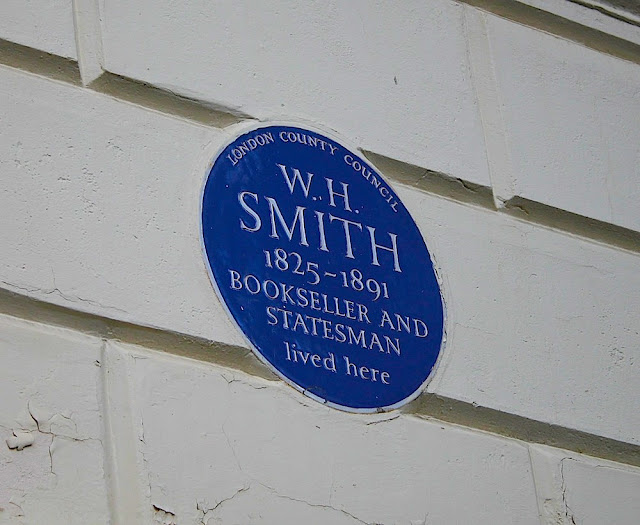 LONDON COUNTY COUNCIL
W. H.
SMITH
1825-1891
BOOKSELLER AND
STATESMAN
lived here